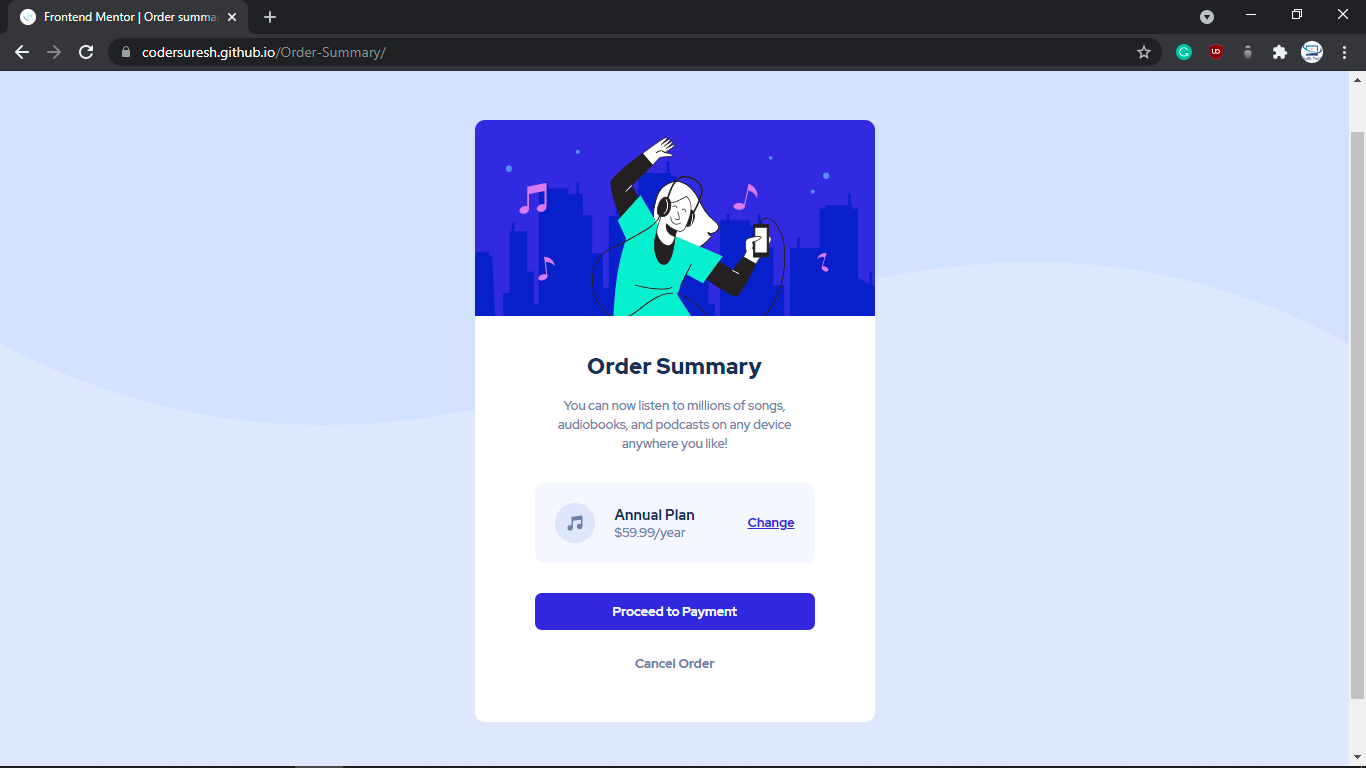 Frontend Mentor | Order summa
codersuresh.github.io/Order-Summary/
Order Summary
You can now listen to millions of songs,
audiobooks, and podcasts on any device
anywhere you like!
Annual Plan
$59.99/year
Change
Proceed to Payment
Cancel Order